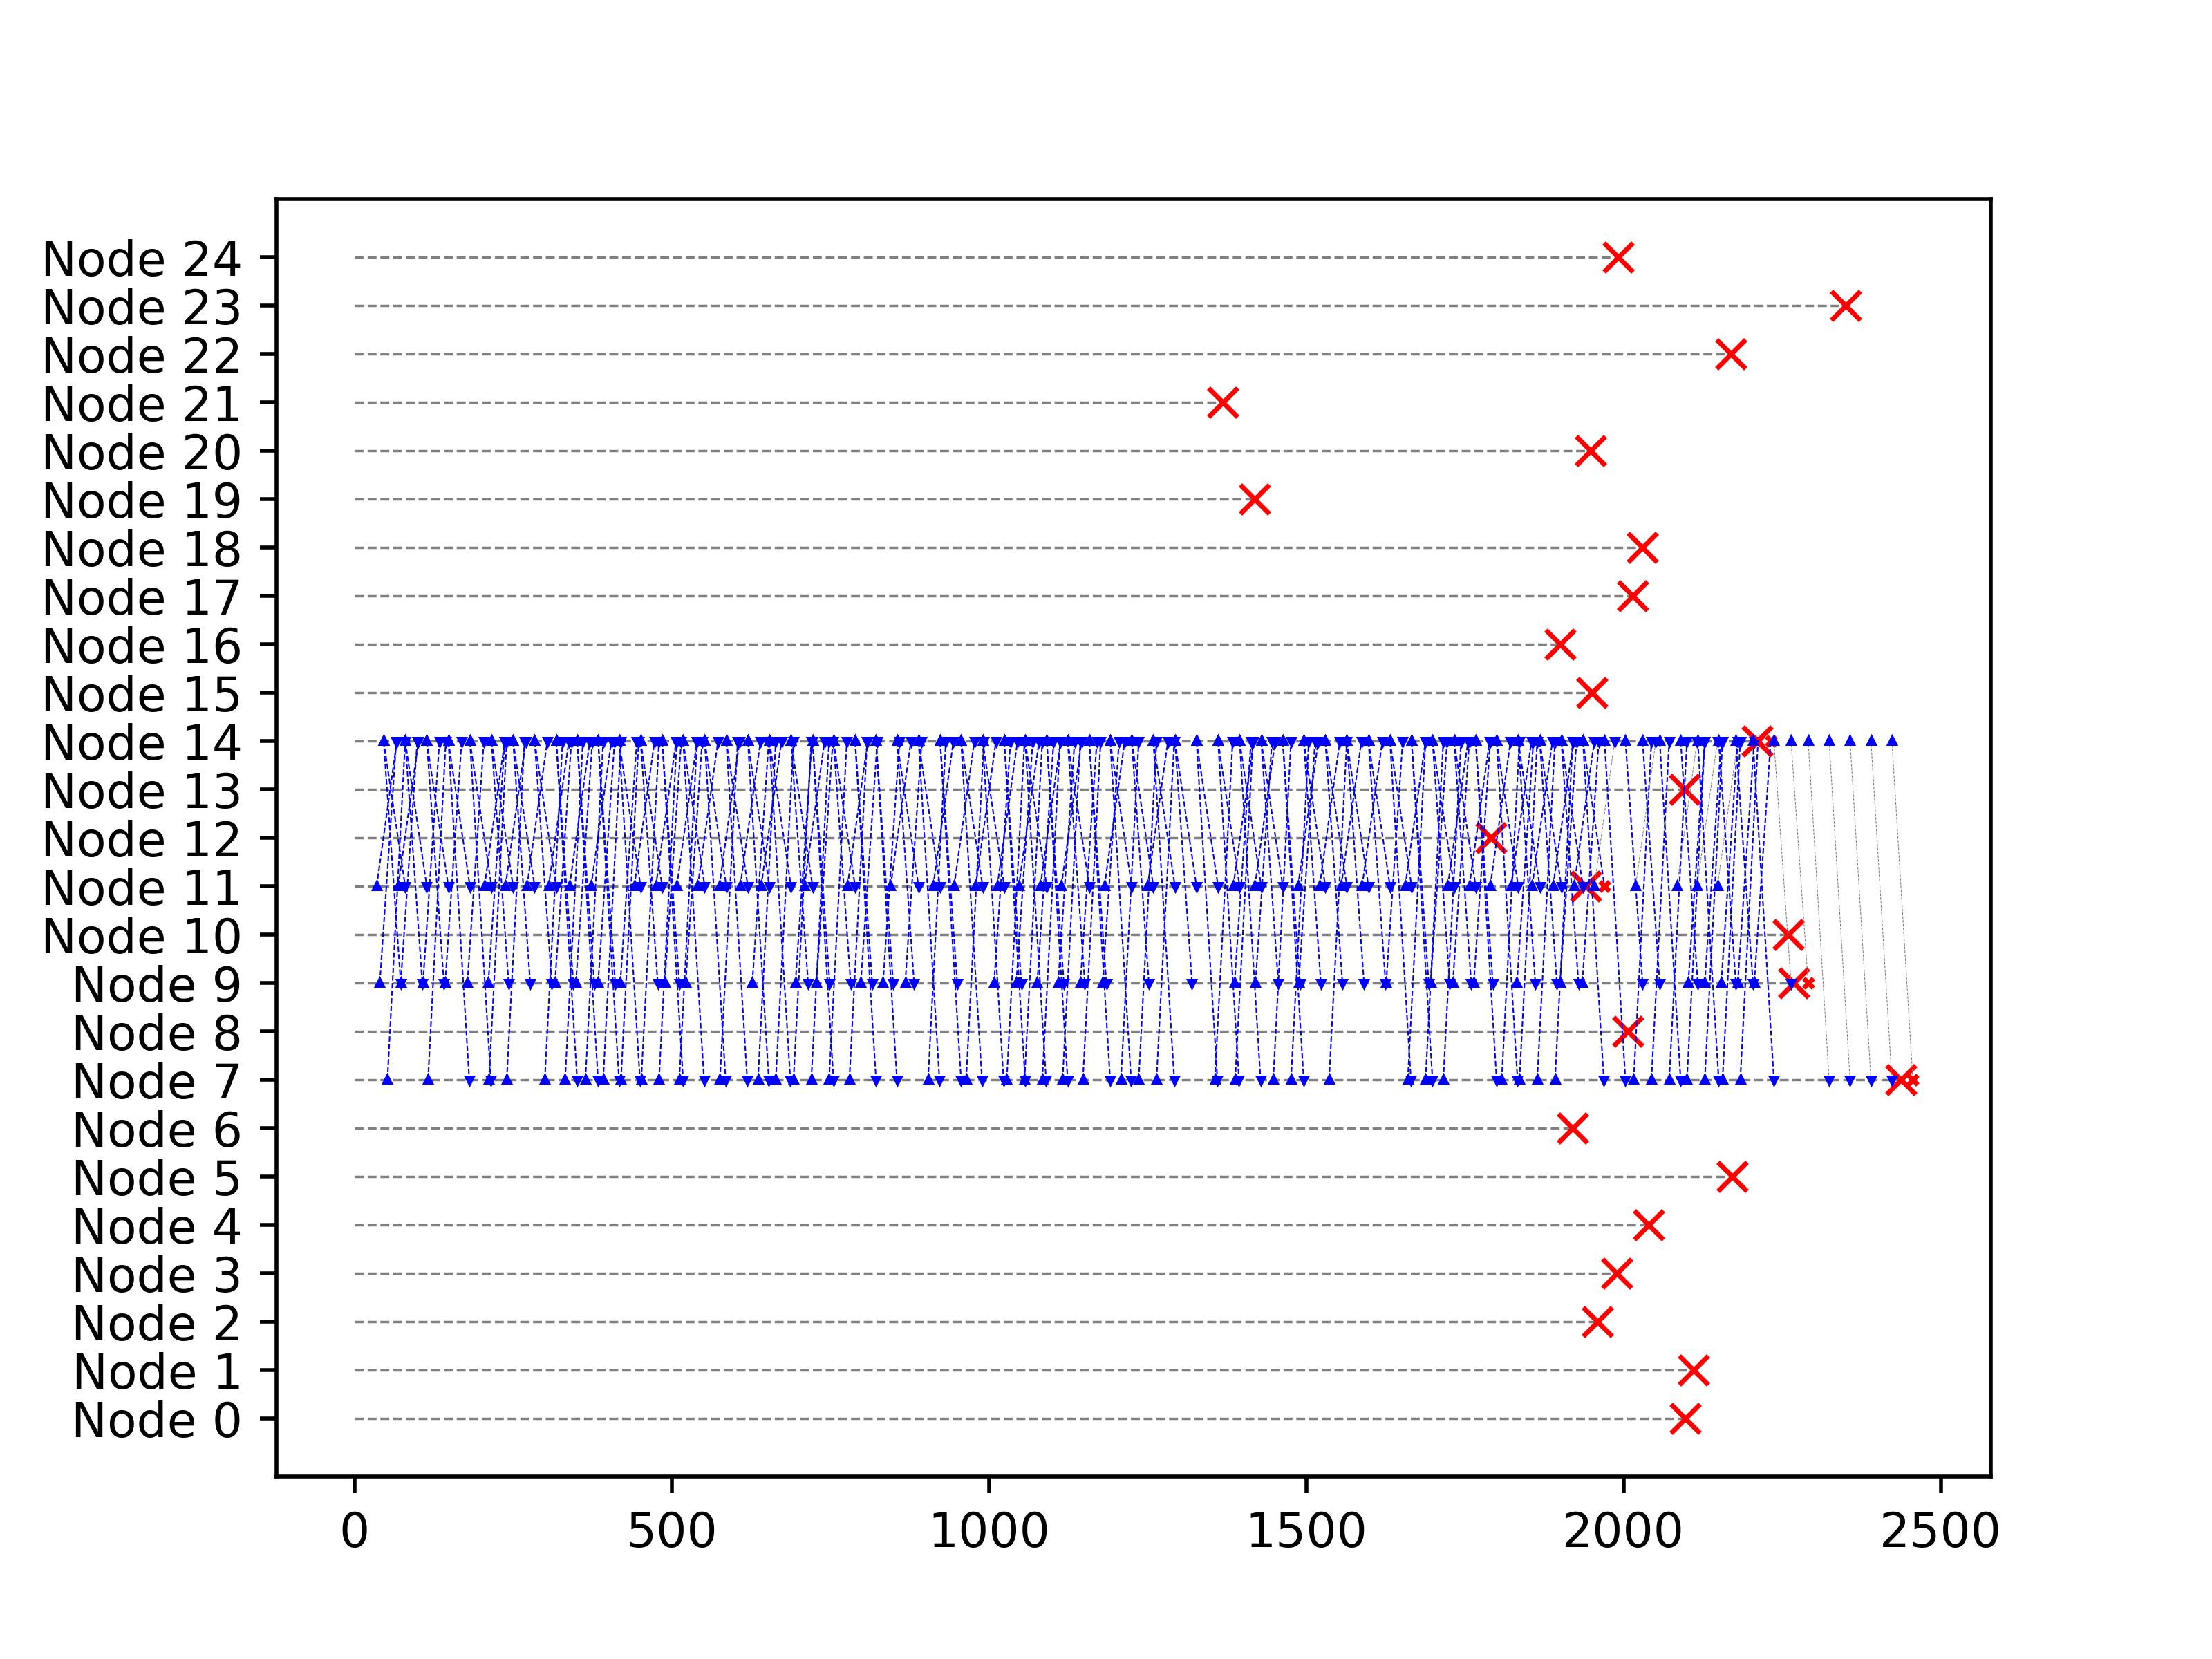 Node 24
Node 23
Node 22
Node 21
Node 20
Node 19
Node 18
Node 17
Node 16
Node 15
Node 14
Node 13
Node 12
Node 11
Node 10
Node 9
Node 8
Node 7
Node 6
Node 5
Node 4
Node 3
Node 2
Node 1
Node 0
0 500 1000 1500 2000 2500